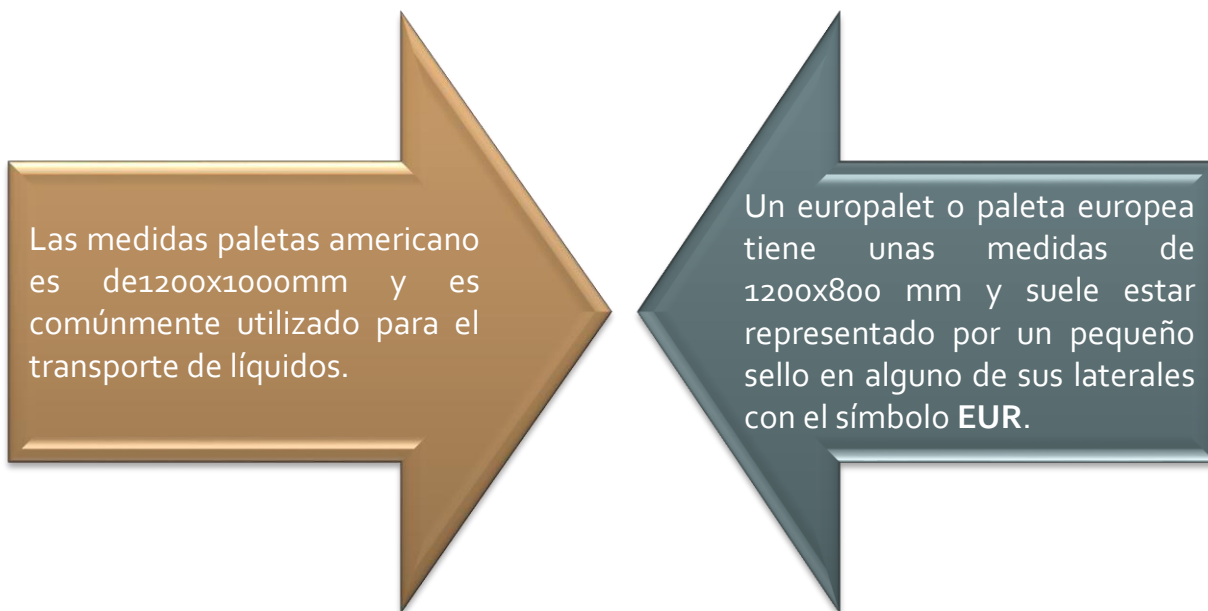 Las medidas paletas americano
es de1200x1000mm y es
comúnmente utilizado para el
transporte de líquidos.
Un europalet o paleta europea
tiene unas medidas de
1200x800 mm y suele estar
representado por un pequeño
sello en alguno de sus laterales
con el símbolo EUR.